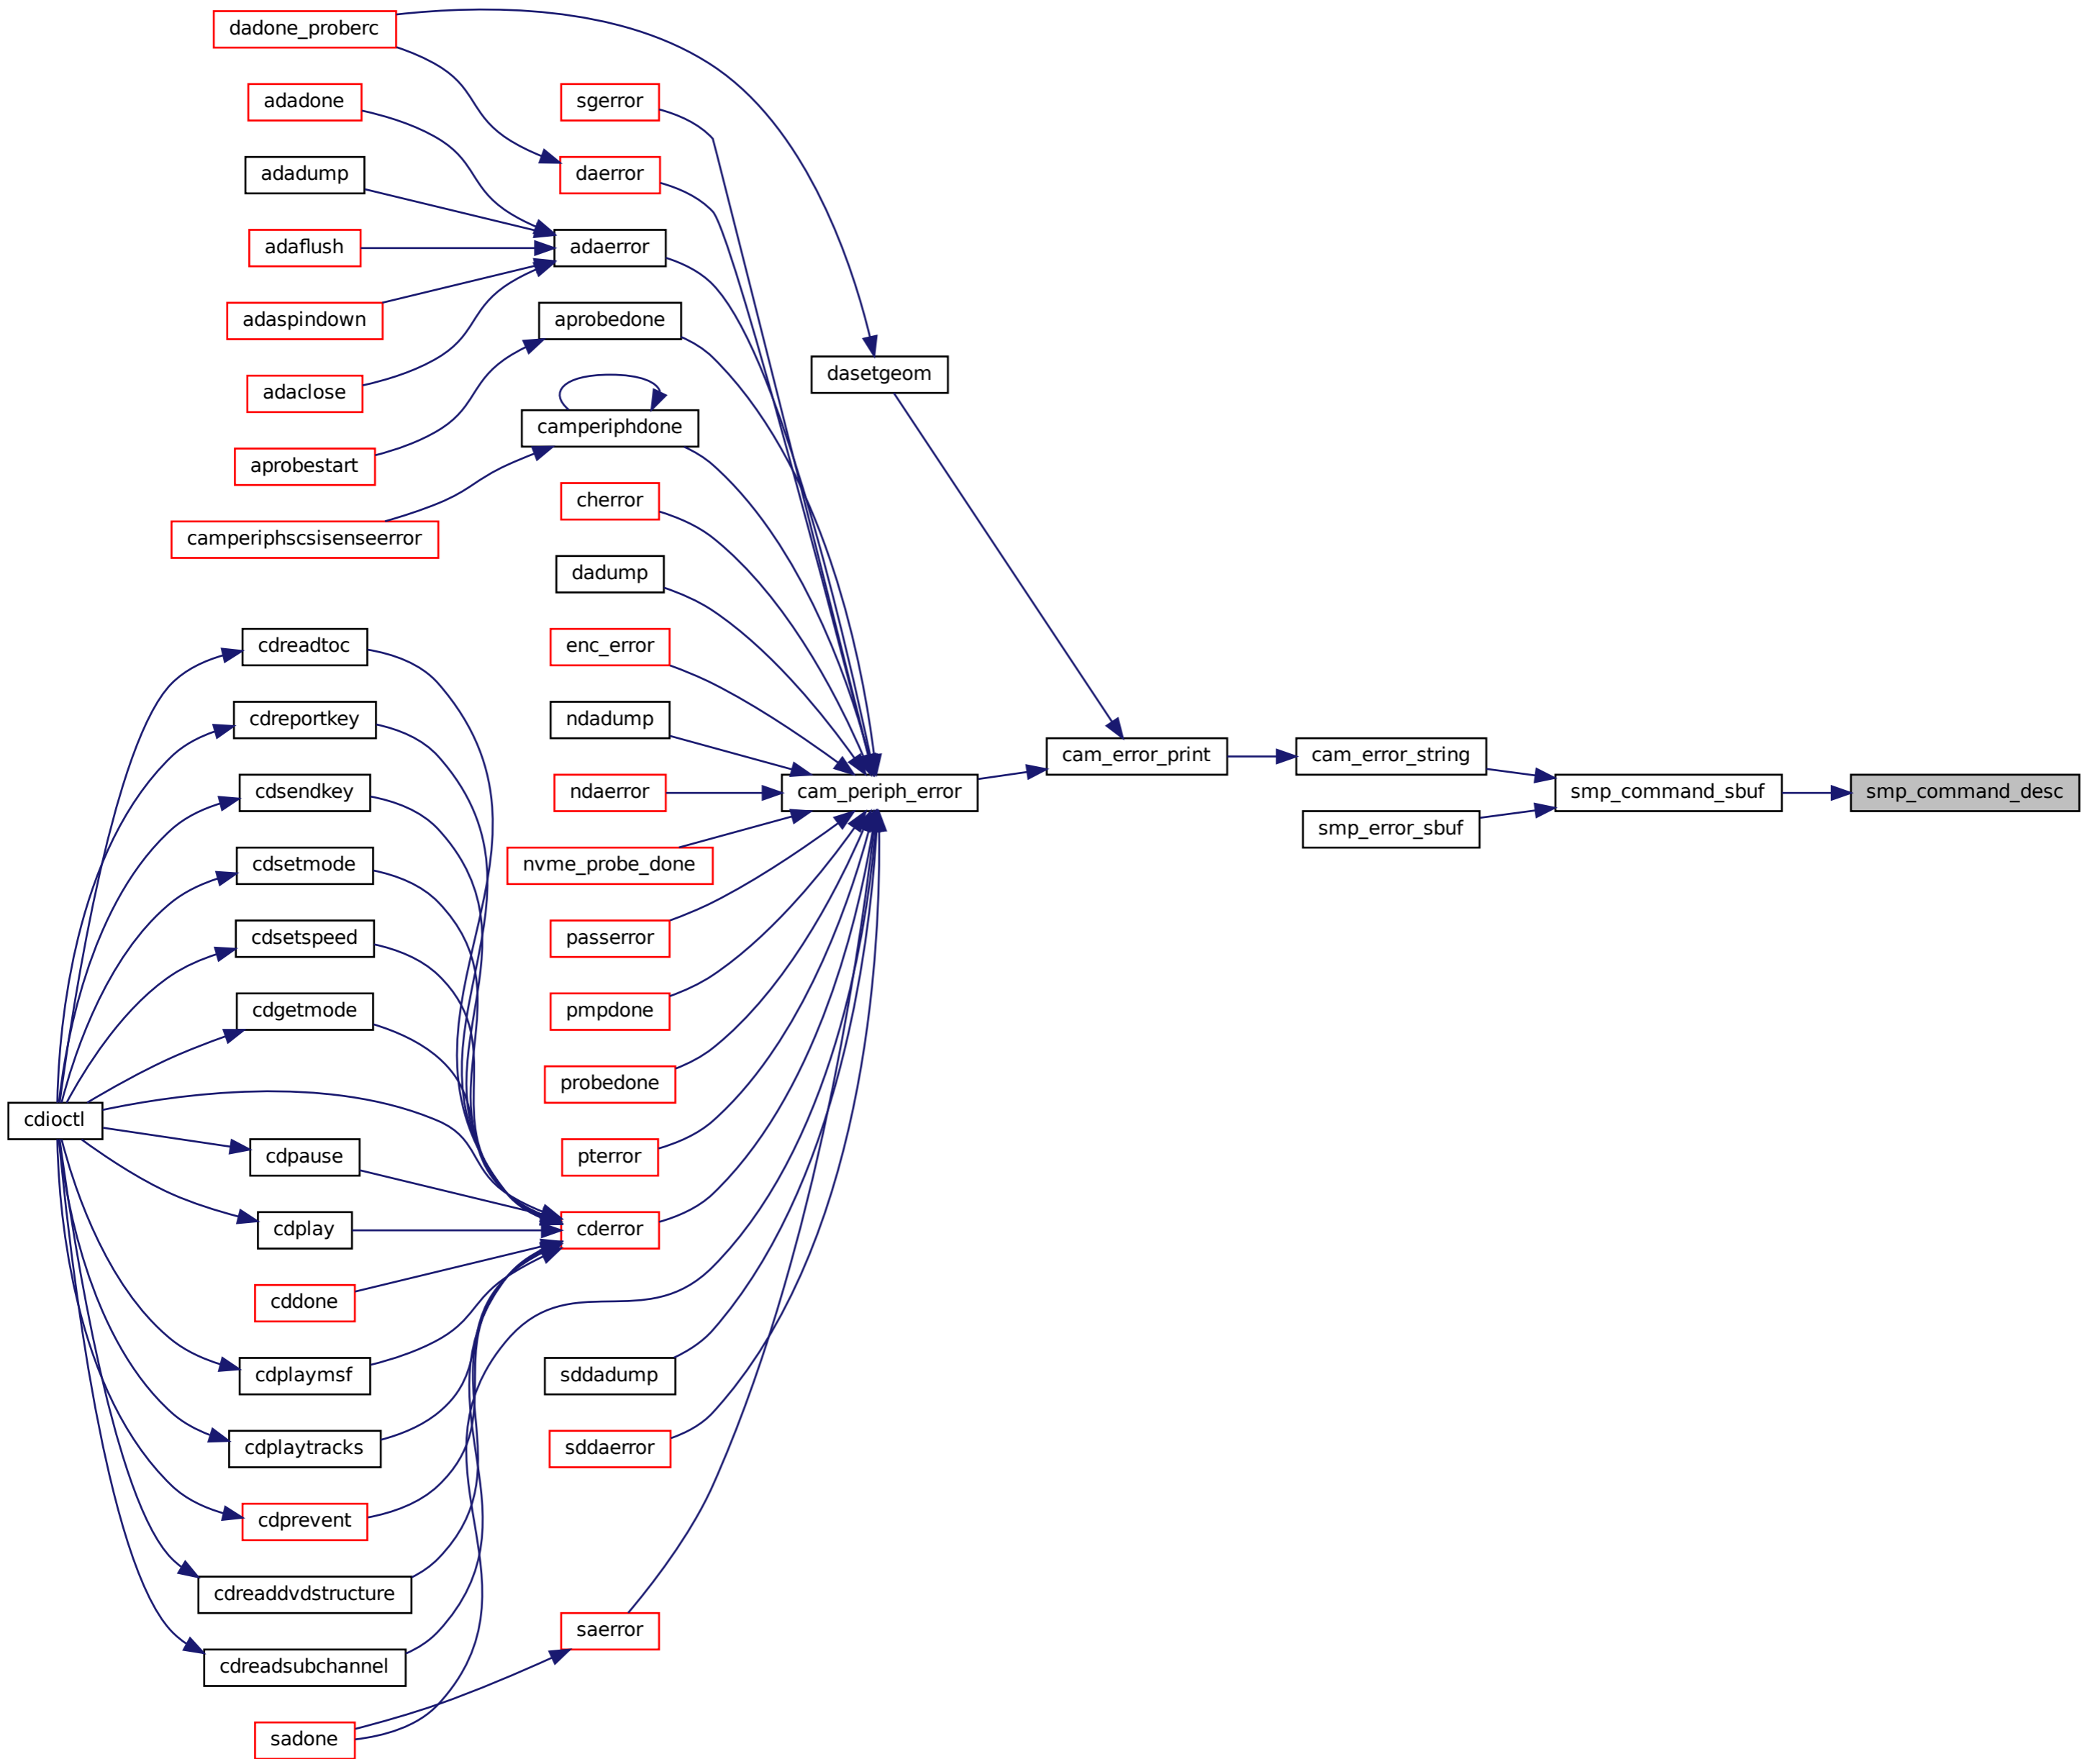 dadone_proberc
adadone
sgerror
adadump
daerror
adaflush
adaerror
adaspindown
aprobedone
adaclose
dasetgeom
camperiphdone
aprobestart
cherror
camperiphscsisenseerror
dadump
cdreadtoc
enc_error
cdreportkey
ndadump
cam_error_print
cam_error_string
cdsendkey
ndaerror
cam_periph_error
smp_command_sbuf
smp_command_desc
smp_error_sbuf
cdsetmode
nvme_probe_done
cdsetspeed
passerror
cdgetmode
pmpdone
probedone
cdioctl
cdpause
pterror
cdplay
cderror
cddone
cdplaymsf
sddadump
cdplaytracks
sddaerror
cdprevent
cdreaddvdstructure
saerror
cdreadsubchannel
sadone